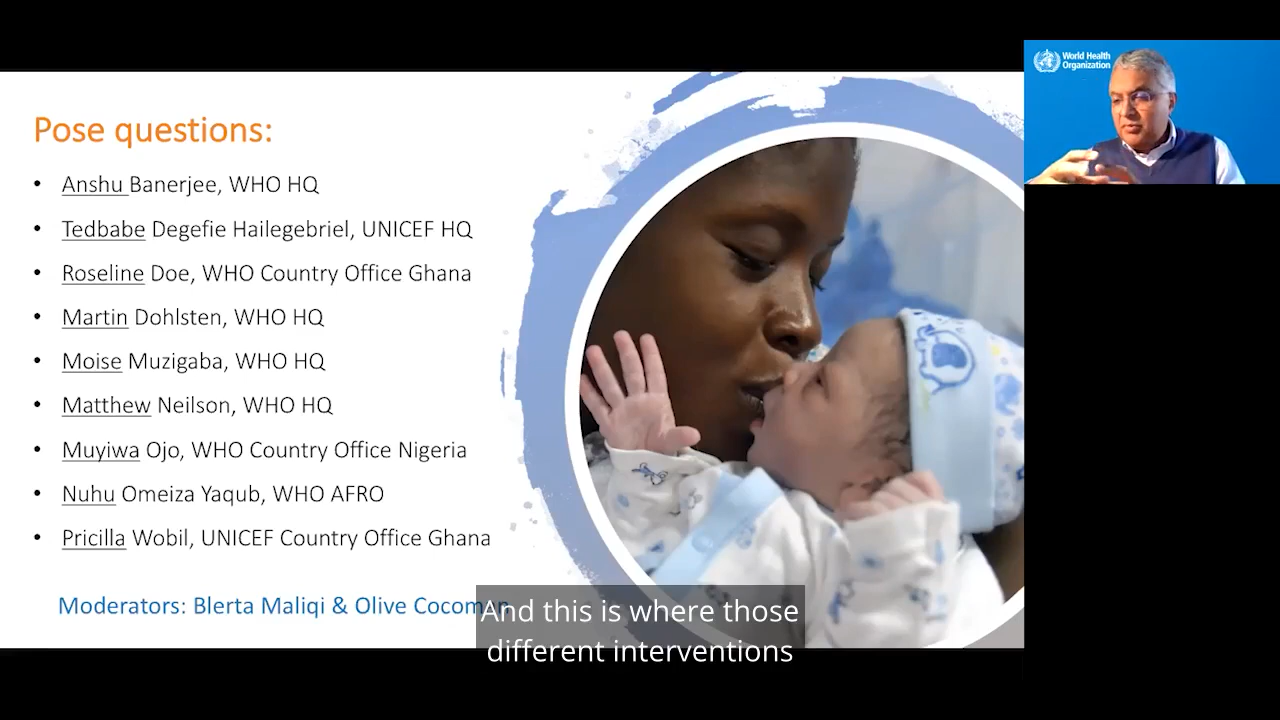 Pose questions:
• Anshu Banerjee, WHO HQ
• Tedbabe Degefie Hailegebriel, UNICEF HQ
• Roseline Doe, WHO Country Office Ghana
• Martin Dohlsten, WHO HQ
• Moise Muzigaba, WHO HQ
• Matthew Neilson, WHO HQ
• Muyiwa Ojo, WHO Country Office Nigeria
• Nuhu Omeiza Yaqub, WHO AFRO
• Pricilla Wobil, UNICEF Country Office Ghana
Moderators: Blerta Maliqi & Olive Cocoman
And this is where those
different interventions
World Health
Organization